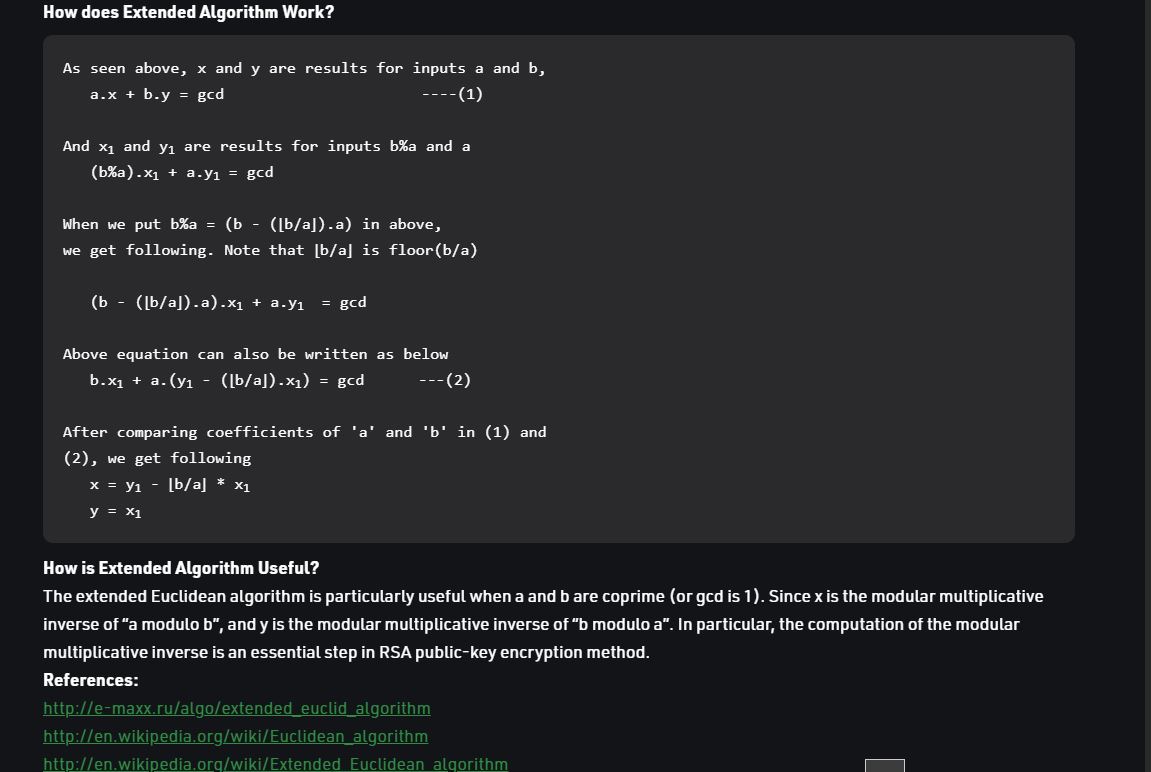 How does Extended Algorithm Work?
As seen above, x and y are results for inputs a and b,
a.x + b.y = gcd ----(1)
And x₁ and y₁ are results for inputs b%a and a
(b%a).x₁ + a.y₁ = gcd
When we put b%a = (b - (⌊b/a⌋).a) in above,
we get following. Note that ⌊b/a⌋ is floor(b/a)
(b - (⌊b/a⌋).a).x₁ + a.y₁ = gcd
Above equation can also be written as below
b.x₁ + a.(y₁ - (⌊b/a⌋).x₁) = gcd ---(2)
After comparing coefficients of 'a' and 'b' in (1) and
(2), we get following
x = y₁ - ⌊b/a⌋ * x₁
y = x₁
How is Extended Algorithm Useful?
The extended Euclidean algorithm is particularly useful when a and b are coprime (or gcd is 1). Since x is the modular multiplicative
inverse of “a modulo b”, and y is the modular multiplicative inverse of “b modulo a”. In particular, the computation of the modular
multiplicative inverse is an essential step in RSA public-key encryption method.
References:
http://e-maxx.ru/algo/extended_euclid_algorithm
http://en.wikipedia.org/wiki/Euclidean_algorithm
http://en.wikipedia.org/wiki/Extended_Euclidean_algorithm